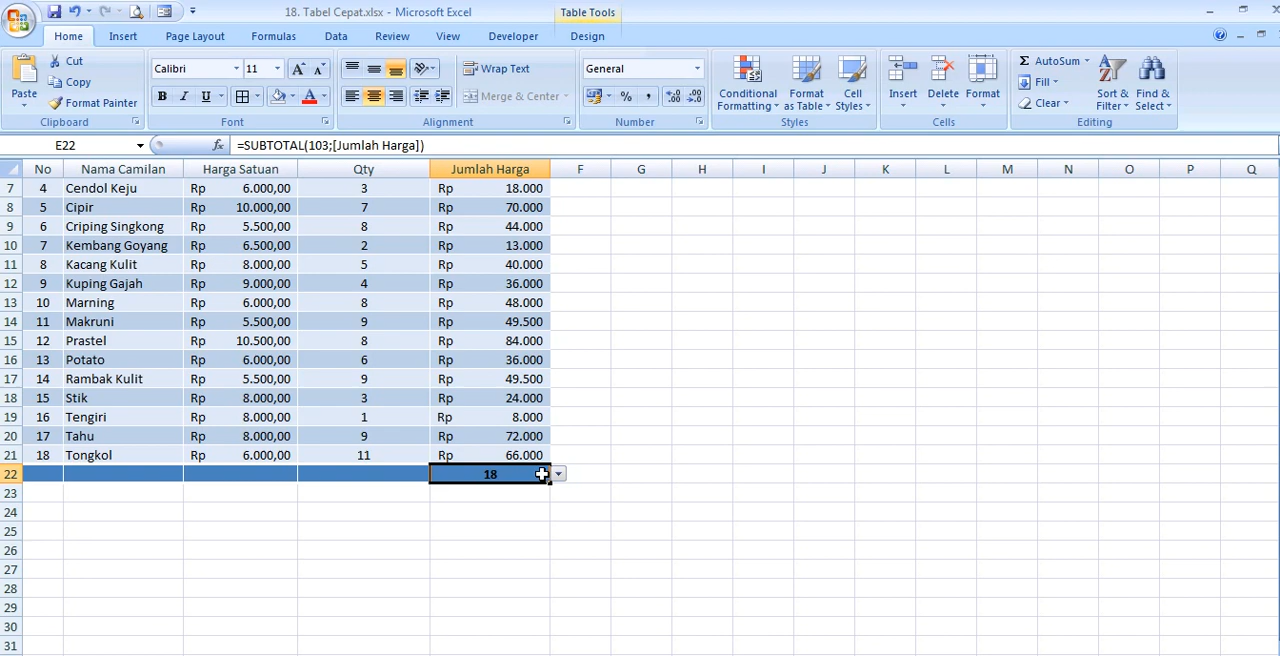 18. Tabel Cepat.xlsx - Microsoft Excel
Table Tools
Home Insert Page Layout Formulas Data Review View Developer Design
Paste
Cut
Copy
Format Painter
Clipboard
Calibri 11
B I U
Font
Wrap Text
Merge & Center
Alignment
General
Number
Conditional Formatting
Format as Table
Cell Styles
Styles
Insert Delete Format
Cells
Σ AutoSum
Fill
Clear
Sort & Filter
Find & Select
Editing
E22 fx =SUBTOTAL(103;[Jumlah Harga])
No Nama Camilan Harga Satuan Qty Jumlah Harga F G H I J K L M N O P Q
7 4 Cendol Keju Rp 6.000,00 3 Rp 18.000
8 5 Cipir Rp 10.000,00 7 Rp 70.000
9 6 Criping Singkong Rp 5.500,00 8 Rp 44.000
10 7 Kembang Goyang Rp 6.500,00 2 Rp 13.000
11 8 Kacang Kulit Rp 8.000,00 5 Rp 40.000
12 9 Kuping Gajah Rp 9.000,00 4 Rp 36.000
13 10 Marning Rp 6.000,00 8 Rp 48.000
14 11 Makruni Rp 5.500,00 9 Rp 49.500
15 12 Prastel Rp 10.500,00 8 Rp 84.000
16 13 Potato Rp 6.000,00 6 Rp 36.000
17 14 Rambak Kulit Rp 5.500,00 9 Rp 49.500
18 15 Stik Rp 8.000,00 3 Rp 24.000
19 16 Tengiri Rp 8.000,00 1 Rp 8.000
20 17 Tahu Rp 8.000,00 9 Rp 72.000
21 18 Tongkol Rp 6.000,00 11 Rp 66.000
22 18
23
24
25
26
27
28
29
30
31